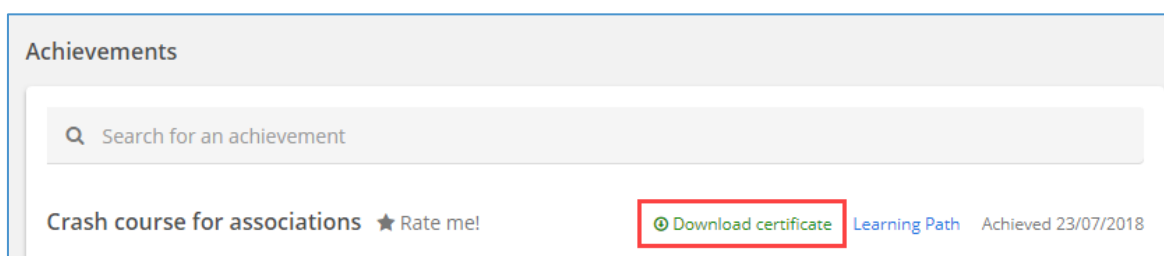 Achievements
Search for an achievement
Crash course for associations Rate me! Download certificate Learning Path Achieved 23/07/2018